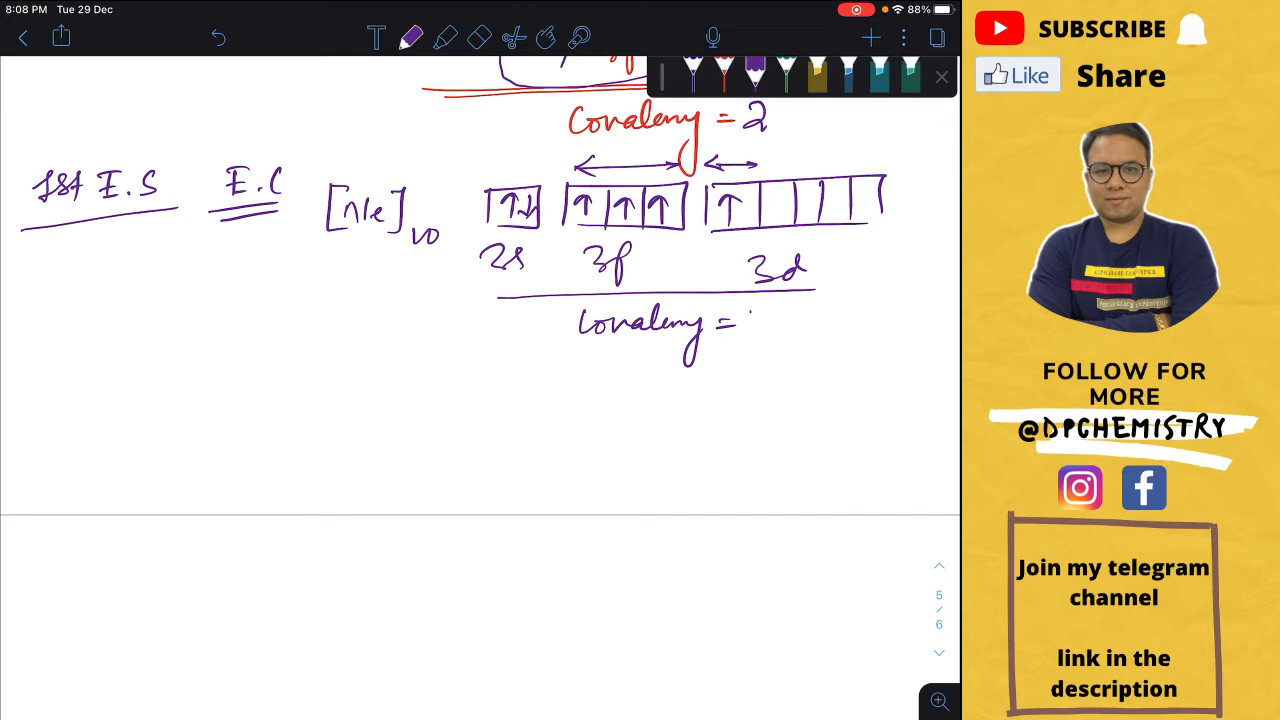 8:08 PM Tue 29 Dec
88%
Covalency = 2
1st E.S E.C [Ne]10
3s 3p 3d
Covalency =
5
6
SUBSCRIBE
Like Share
FOLLOW FOR
MORE
@DPCHEMISTRY
Join my telegram
channel
link in the
description